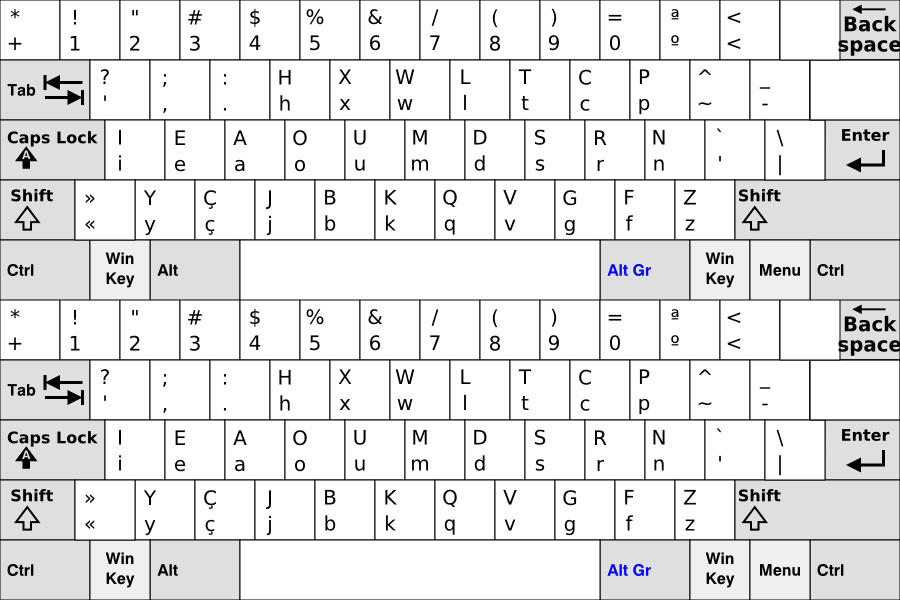 * ! " # $ % & / ( ) = ª < Back
+ 1 2 3 4 5 6 7 8 9 0 º < space
Tab ? ; : H X W L T C P ^ _
' , . h x w l t c p ~ -
Caps Lock I E A O U M D S R N ` \ Enter
A i e a o u m d s r n ' |
Shift » Y Ç J B K Q V G F Z Shift
« y ç j b k q v g f z
Ctrl Win Key Alt Alt Gr Win Key Menu Ctrl
* ! " # $ % & / ( ) = ª < Back
+ 1 2 3 4 5 6 7 8 9 0 º < space
Tab ? ; : H X W L T C P ^ _
' , . h x w l t c p ~ -
Caps Lock I E A O U M D S R N ` \ Enter
A i e a o u m d s r n ' |
Shift » Y Ç J B K Q V G F Z Shift
« y ç j b k q v g f z
Ctrl Win Key Alt Alt Gr Win Key Menu Ctrl